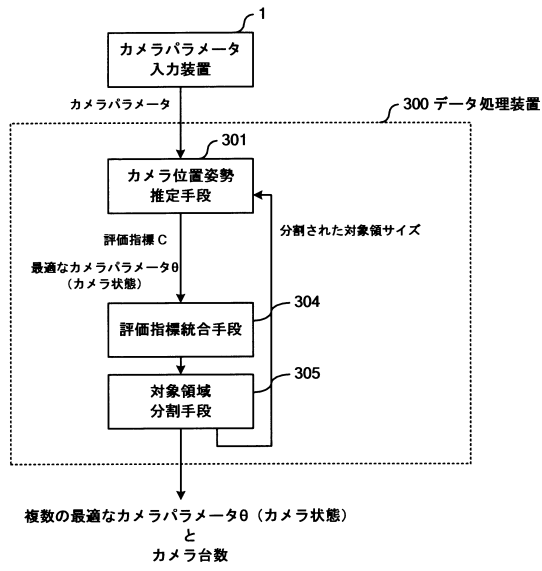 1
カメラパラメータ
入力装置
カメラパラメータ
300 データ処理装置
301
カメラ位置姿勢
推定手段
分割された対象領サイズ
評価指標 C
最適なカメラパラメータθ
（カメラ状態）
304
評価指標統合手段
305
対象領域
分割手段
複数の最適なカメラパラメータθ（カメラ状態）
と
カメラ台数